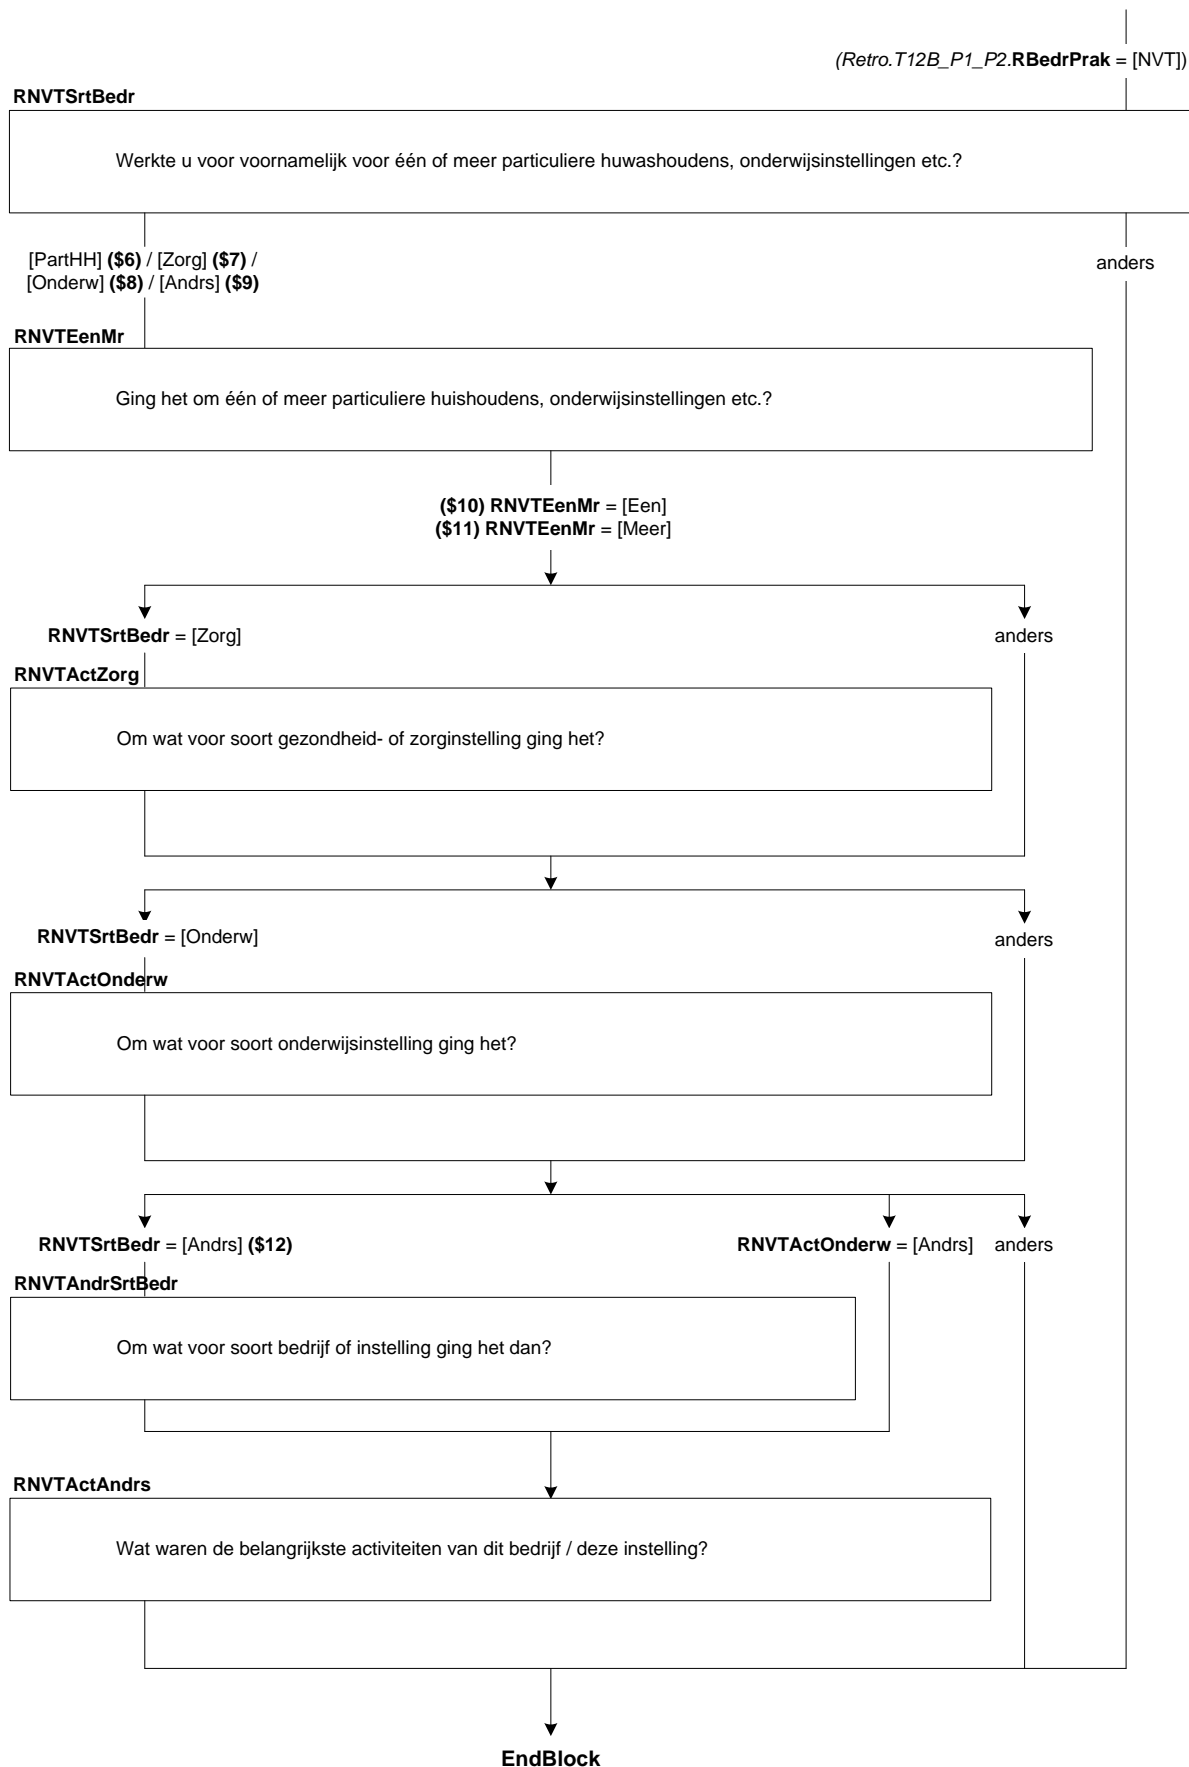 (Retro.T12B_P1_P2.RBedrPrak = [NVT])
RNVTSrtBedr
Werkte u voor voornamelijk voor één of meer particuliere huwashoudens, onderwijsinstellingen etc.?
[PartHH] ($6) / [Zorg] ($7) /
[Onderw] ($8) / [Andrs] ($9)
anders
RNVTEenMr
Ging het om één of meer particuliere huishoudens, onderwijsinstellingen etc.?
($10) RNVTEenMr = [Een]
($11) RNVTEenMr = [Meer]
RNVTSrtBedr = [Zorg]
anders
RNVTActZorg
Om wat voor soort gezondheid- of zorginstelling ging het?
RNVTSrtBedr = [Onderw]
anders
RNVTActOnderw
Om wat voor soort onderwijsinstelling ging het?
RNVTSrtBedr = [Andrs] ($12)
RNVTActOnderw = [Andrs]
anders
RNVTAndrSrtBedr
Om wat voor soort bedrijf of instelling ging het dan?
RNVTActAndrs
Wat waren de belangrijkste activiteiten van dit bedrijf / deze instelling?
EndBlock